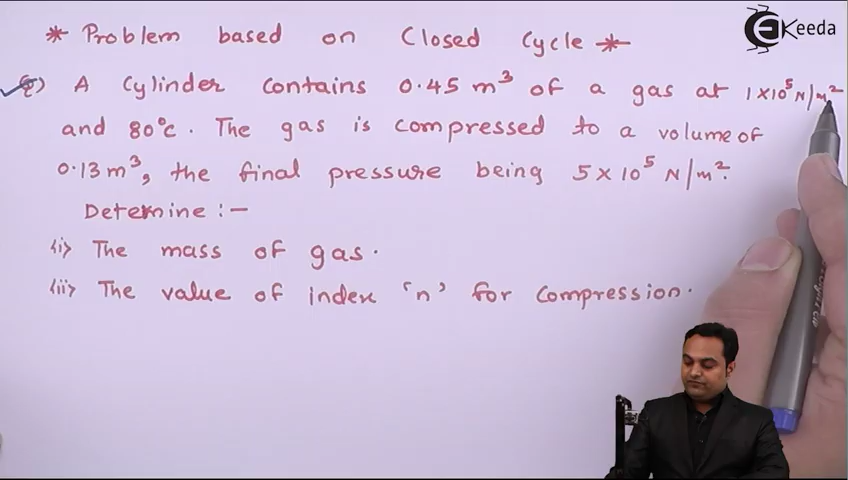 EKeeda
* Problem based on Closed Cycle *
Q) A Cylinder contains 0.45 m³ of a gas at 1×10⁵ N/m²
and 80°c. The gas is compressed to a volume of
0.13 m³, the final pressure being 5×10⁵ N/m².
Determine :-
(i) The mass of gas.
(ii) The value of index 'n' for compression.